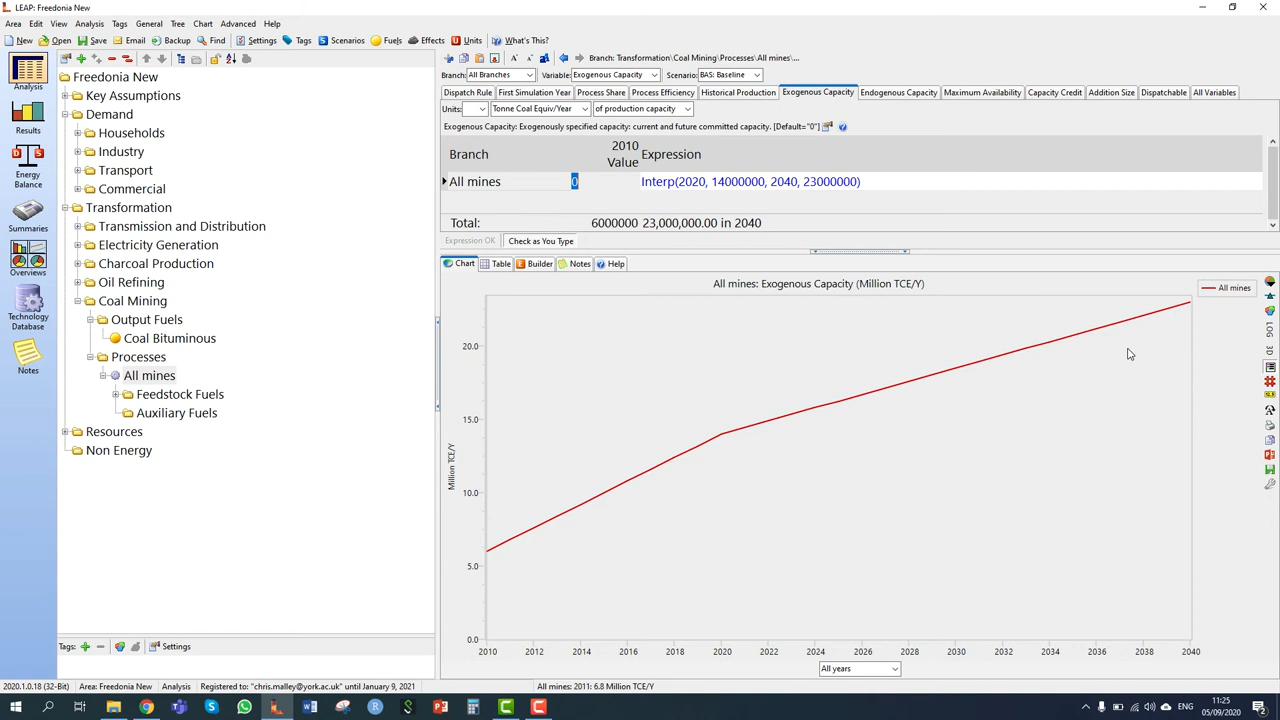 LEAP: Freedonia New
Area Edit View Analysis Tags General Tree Chart Advanced Help
New Open Save Email Backup Find Settings Tags Scenarios Fuels Effects Units What's This?
Analysis
Results
Energy
Balance
Summaries
Overviews
Technology
Database
Notes
Freedonia New
Key Assumptions
Demand
Households
Industry
Transport
Commercial
Transformation
Transmission and Distribution
Electricity Generation
Charcoal Production
Oil Refining
Coal Mining
Output Fuels
Coal Bituminous
Processes
All mines
Feedstock Fuels
Auxiliary Fuels
Resources
Non Energy
Tags: Settings
Branch: Transformation\Coal Mining\Processes\All mines\...
Branch: All Branches Variable: Exogenous Capacity Scenario: BAS: Baseline
Dispatch Rule First Simulation Year Process Share Process Efficiency Historical Production Exogenous Capacity Endogenous Capacity Maximum Availability Capacity Credit Addition Size Dispatchable All Variables
Units: Tonne Coal Equiv/Year of production capacity
Exogenous Capacity: Exogenously specified capacity: current and future committed capacity. [Default="0"]
Branch 2010 Value Expression
All mines 0 Interp(2020, 14000000, 2040, 23000000)
Total: 6000000 23,000,000.00 in 2040
Expression OK Check as You Type
Chart Table Builder Notes Help
All mines: Exogenous Capacity (Million TCE/Y)
All mines
LOG
3D
Million TCE/Y
20.0
15.0
10.0
5.0
0.0
2010 2012 2014 2016 2018 2020 2022 2024 2026 2028 2030 2032 2034 2036 2038 2040
All years
2020.1.0.18 (32-Bit) Area: Freedonia New Analysis Registered to: "chris.malley@york.ac.uk" until January 9, 2021 All mines: 2011: 6.8 Million TCE/Y
ENG
11:25
05/09/2020
2